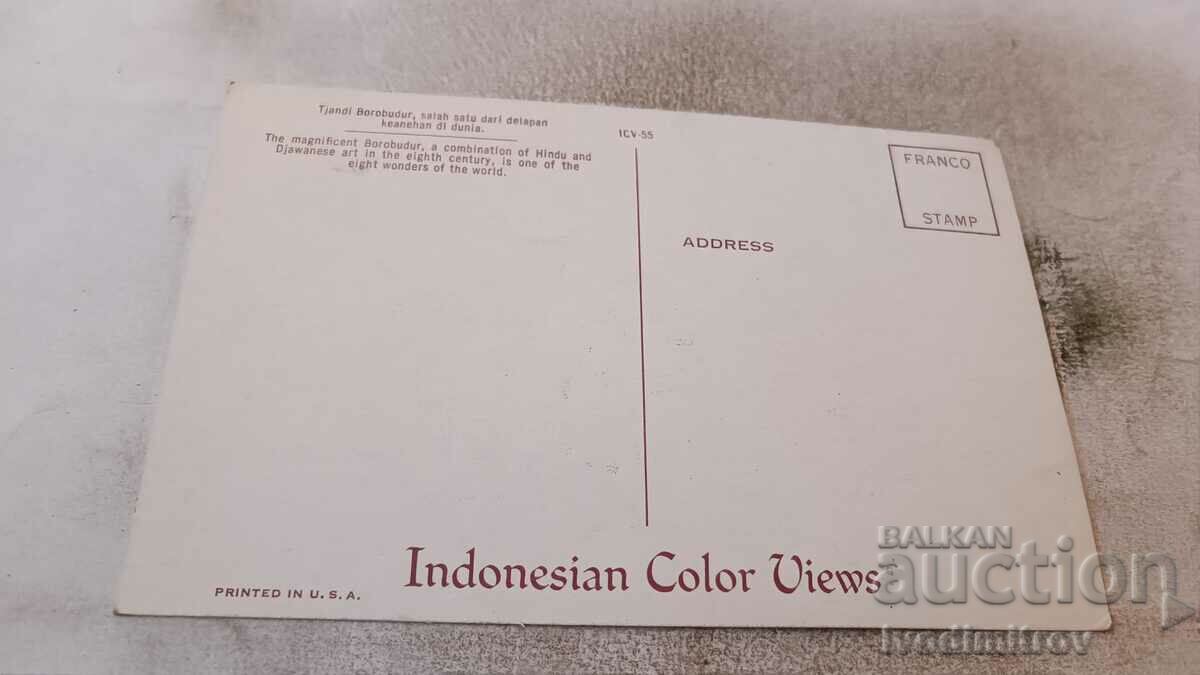 Tjandi Borobudur, salah satu dari delapan
keanehan di dunia.
The magnificent Borobudur, a combination of Hindu and
Djawanese art in the eighth century, is one of the
eight wonders of the world.
ICV-55
FRANCO
STAMP
ADDRESS
Indonesian Color Views
PRINTED IN U. S. A.
BALKAN
auction
ivodimitrov